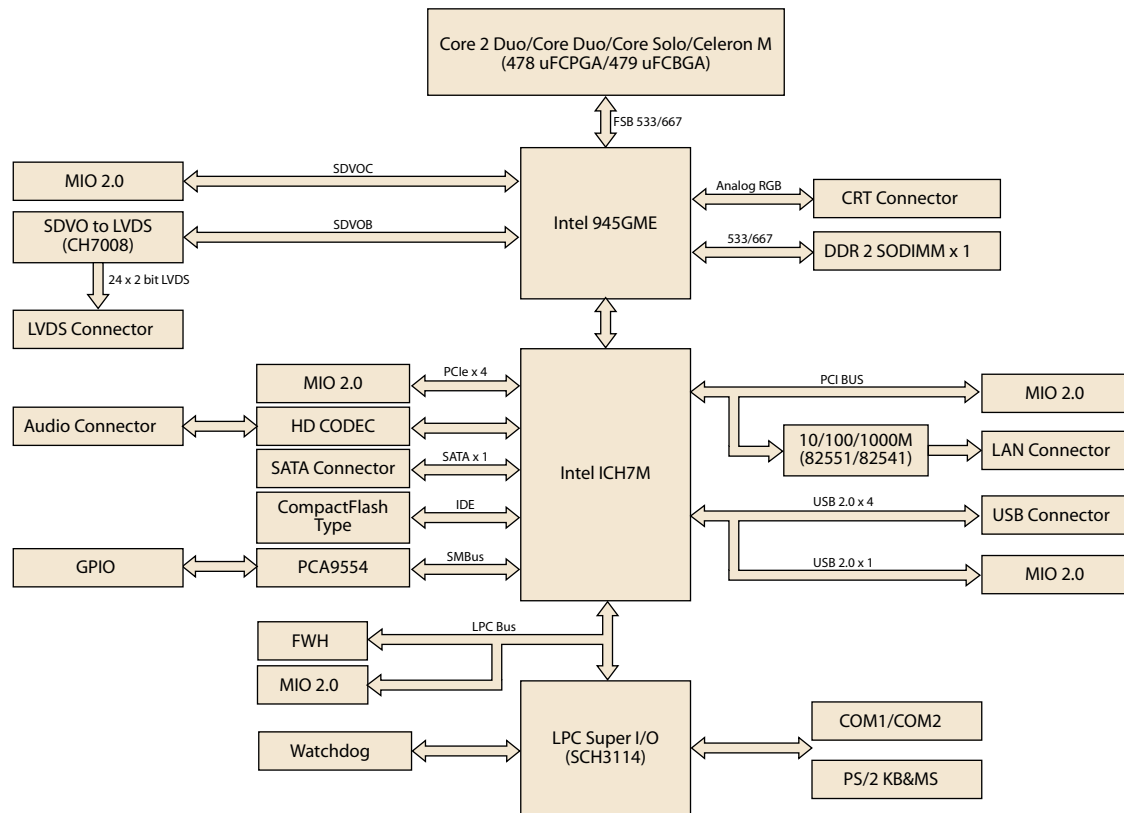 Core 2 Duo/Core Duo/Core Solo/Celeron M
(478 uFCPGA/479 uFCBGA)
FSB 533/667
MIO 2.0
SDVOC
SDVO to LVDS
(CH7008)
SDVOB
24 x 2 bit LVDS
LVDS Connector
Intel 945GME
Analog RGB
CRT Connector
533/667
DDR 2 SODIMM x 1
MIO 2.0
PCIe x 4
Audio Connector
HD CODEC
SATA Connector
SATA x 1
CompactFlash
Type
IDE
GPIO
PCA9554
SMBus
Intel ICH7M
PCI BUS
MIO 2.0
10/100/1000M
(82551/82541)
LAN Connector
USB 2.0 x 4
USB Connector
USB 2.0 x 1
MIO 2.0
FWH
LPC Bus
MIO 2.0
Watchdog
LPC Super I/O
(SCH3114)
COM1/COM2
PS/2 KB&MS